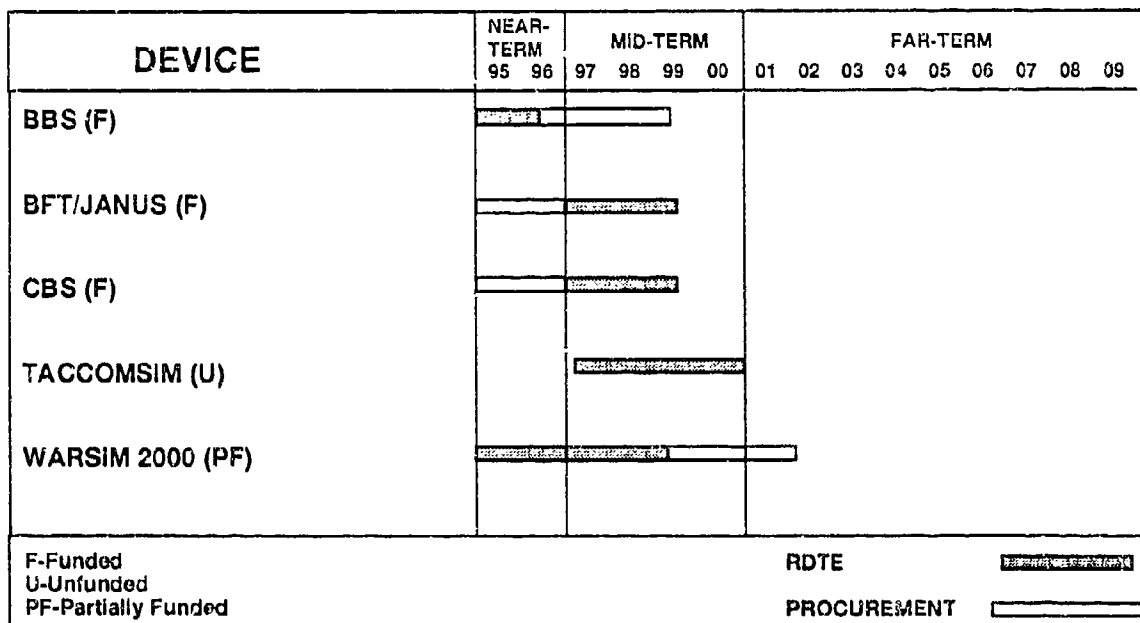 DEVICE
NEAR-
TERM
MID-TERM
FAR-TERM
95 96 97 98 99 00 01 02 03 04 05 06 07 08 09
BBS (F)
BFT/JANUS (F)
CBS (F)
TACCOMSIM (U)
WARSIM 2000 (PF)
F-Funded
U-Unfunded
PF-Partially Funded
RDTE
PROCUREMENT